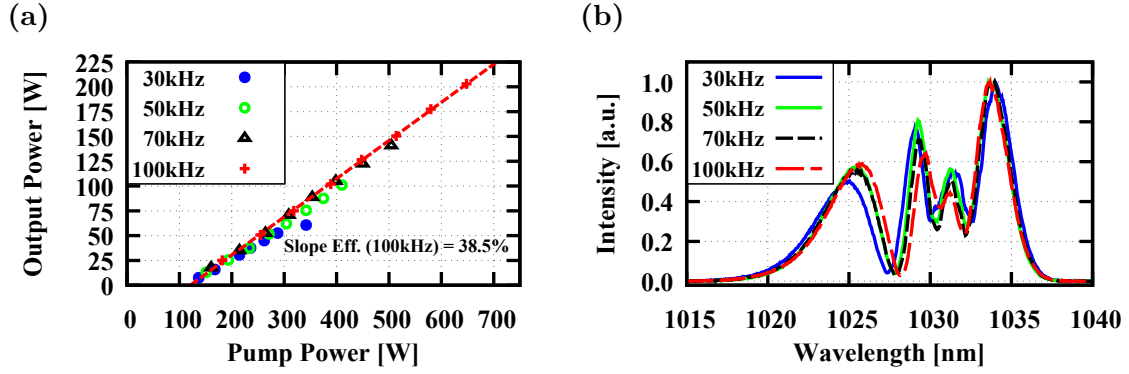 (a)
Output Power [W]
225
200
175
150
125
100
75
50
25
0
30kHz
50kHz
70kHz
100kHz
Slope Eff. (100kHz) = 38.5%
0 100 200 300 400 500 600 700
Pump Power [W]
(b)
Intensity [a.u.]
1.0
0.8
0.6
0.4
0.2
0.0
30kHz
50kHz
70kHz
100kHz
1015 1020 1025 1030 1035 1040
Wavelength [nm]